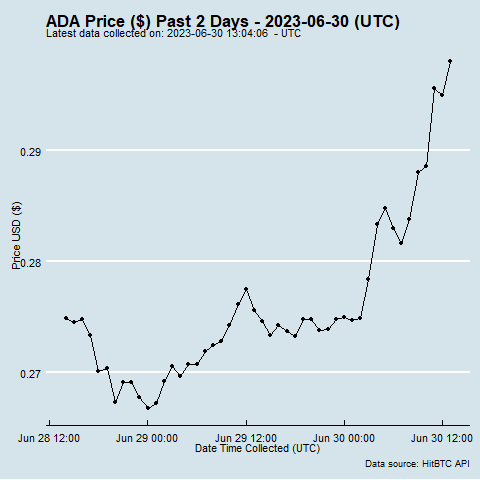 ADA Price ($) Past 2 Days - 2023-06-30 (UTC)
Latest data collected on: 2023-06-30 13:04:06 - UTC
0.29
0.28
0.27
Price USD ($)
Jun 28 12:00 Jun 29 00:00 Jun 29 12:00 Jun 30 00:00 Jun 30 12:00
Date Time Collected (UTC)
Data source: HitBTC API